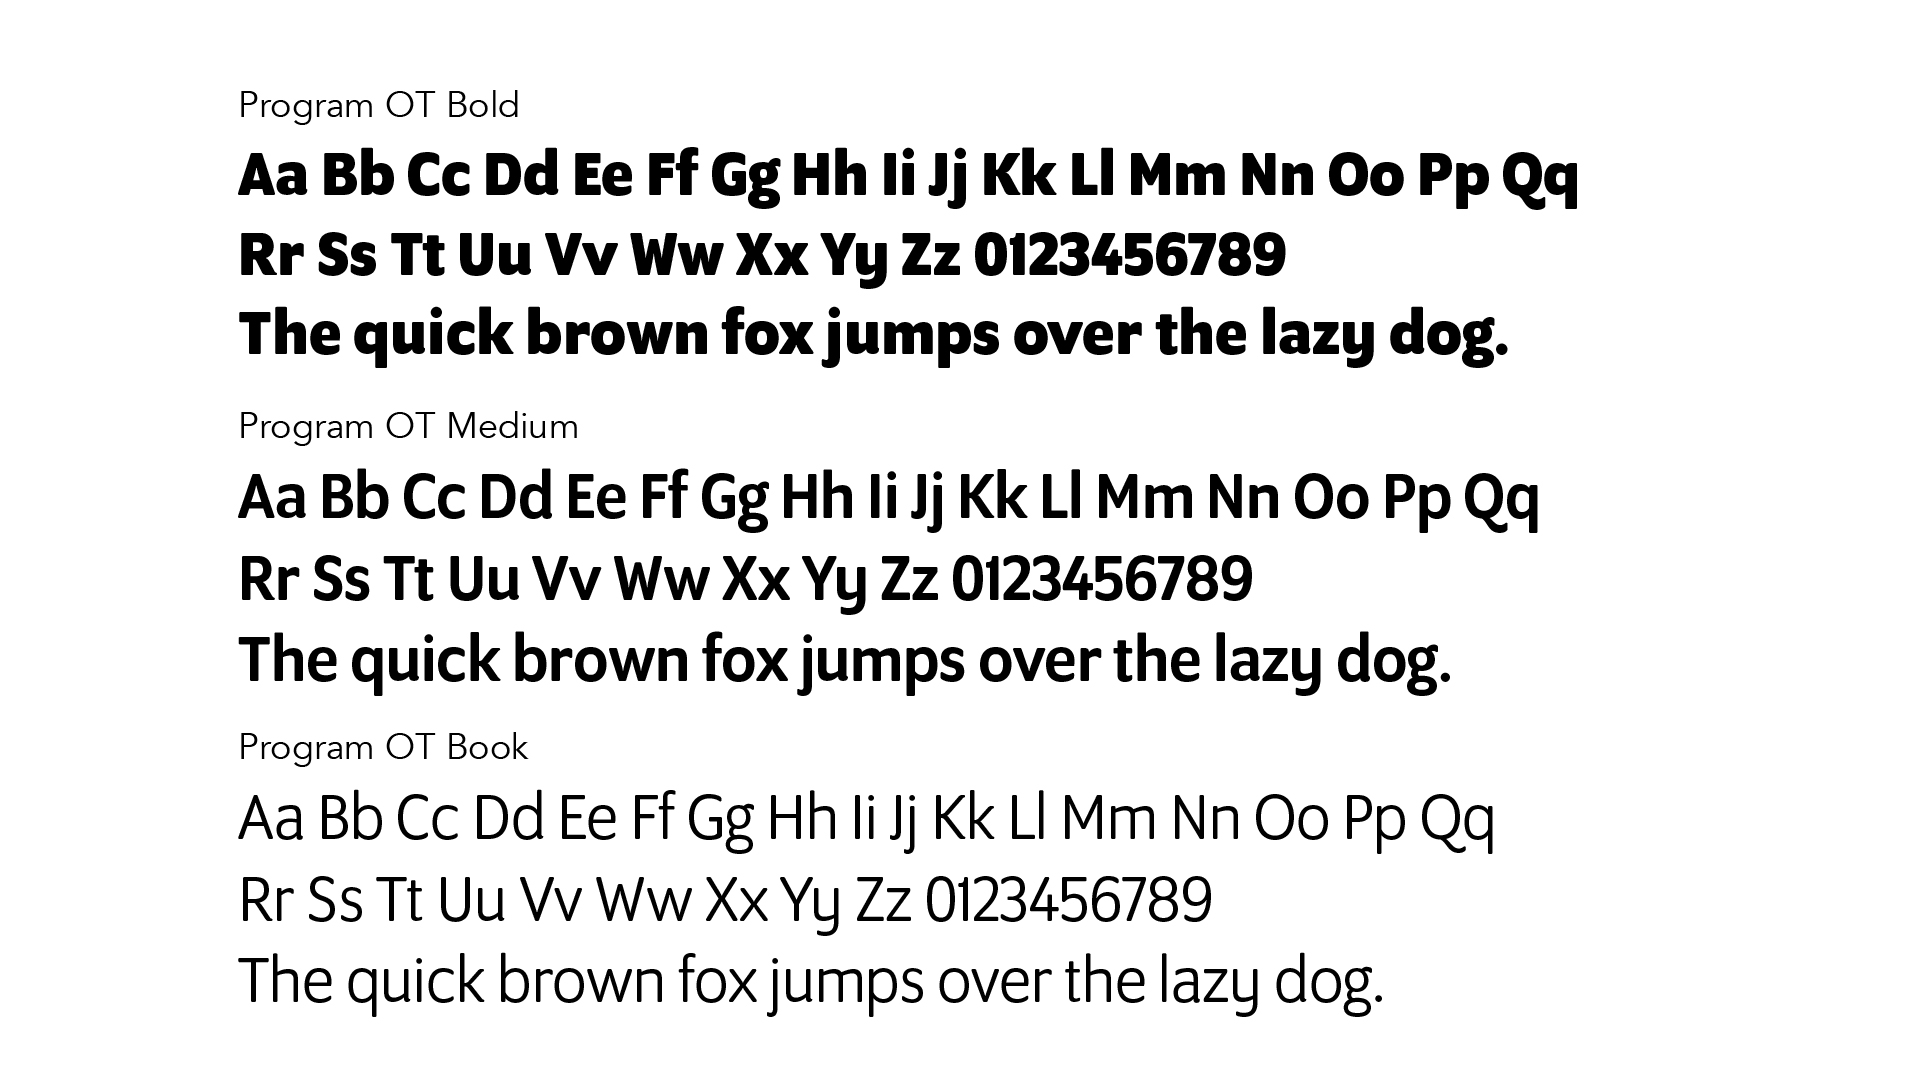 Program OT Bold
Aa Bb Cc Dd Ee Ff Gg Hh Ii Jj Kk Ll Mm Nn Oo Pp Qq
Rr Ss Tt Uu Vv Ww Xx Yy Zz 0123456789
The quick brown fox jumps over the lazy dog.
Program OT Medium
Aa Bb Cc Dd Ee Ff Gg Hh Ii Jj Kk Ll Mm Nn Oo Pp Qq
Rr Ss Tt Uu Vv Ww Xx Yy Zz 0123456789
The quick brown fox jumps over the lazy dog.
Program OT Book
Aa Bb Cc Dd Ee Ff Gg Hh Ii Jj Kk Ll Mm Nn Oo Pp Qq
Rr Ss Tt Uu Vv Ww Xx Yy Zz 0123456789
The quick brown fox jumps over the lazy dog.